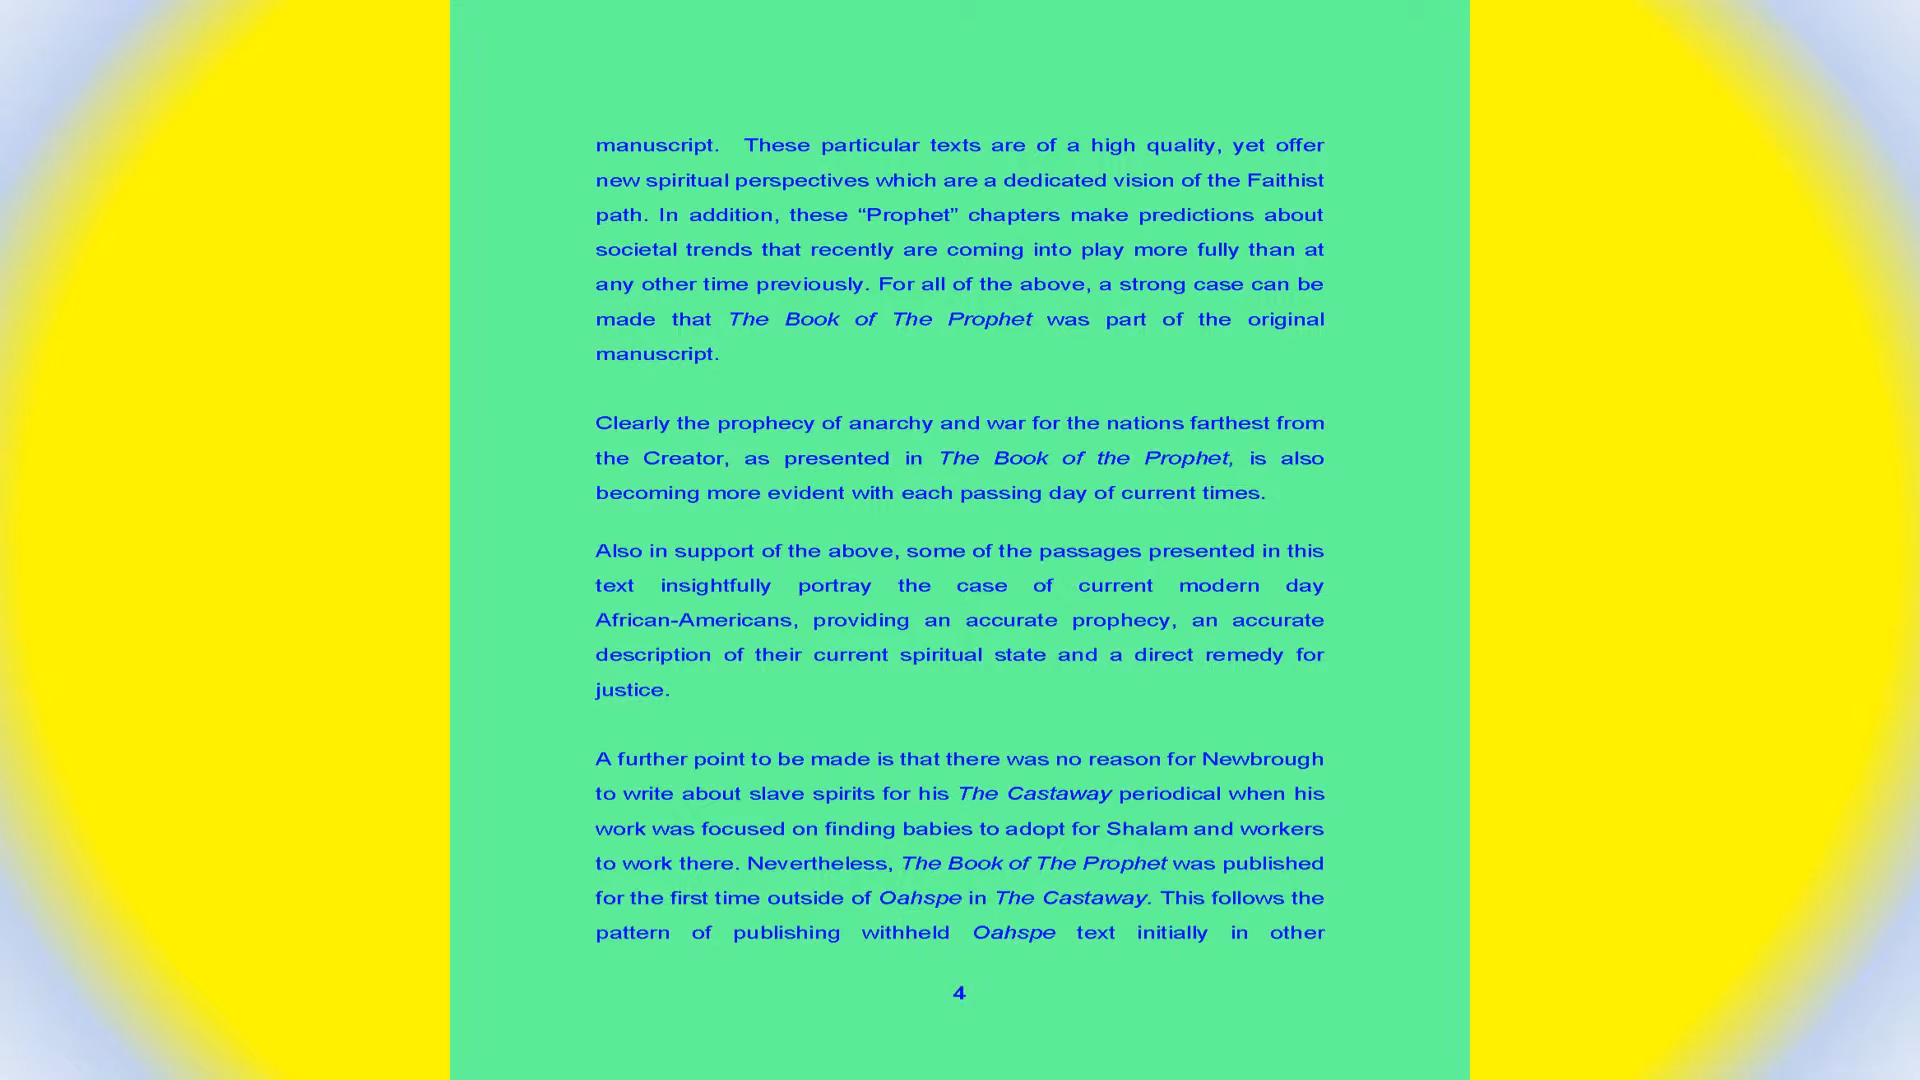 manuscript. These particular texts are of a high quality, yet offer
new spiritual perspectives which are a dedicated vision of the Faithist
path. In addition, these “Prophet” chapters make predictions about
societal trends that recently are coming into play more fully than at
any other time previously. For all of the above, a strong case can be
made that The Book of The Prophet was part of the original
manuscript.
Clearly the prophecy of anarchy and war for the nations farthest from
the Creator, as presented in The Book of the Prophet, is also
becoming more evident with each passing day of current times.
Also in support of the above, some of the passages presented in this
text insightfully portray the case of current modern day
African-Americans, providing an accurate prophecy, an accurate
description of their current spiritual state and a direct remedy for
justice.
A further point to be made is that there was no reason for Newbrough
to write about slave spirits for his The Castaway periodical when his
work was focused on finding babies to adopt for Shalam and workers
to work there. Nevertheless, The Book of The Prophet was published
for the first time outside of Oahspe in The Castaway. This follows the
pattern of publishing withheld Oahspe text initially in other
4